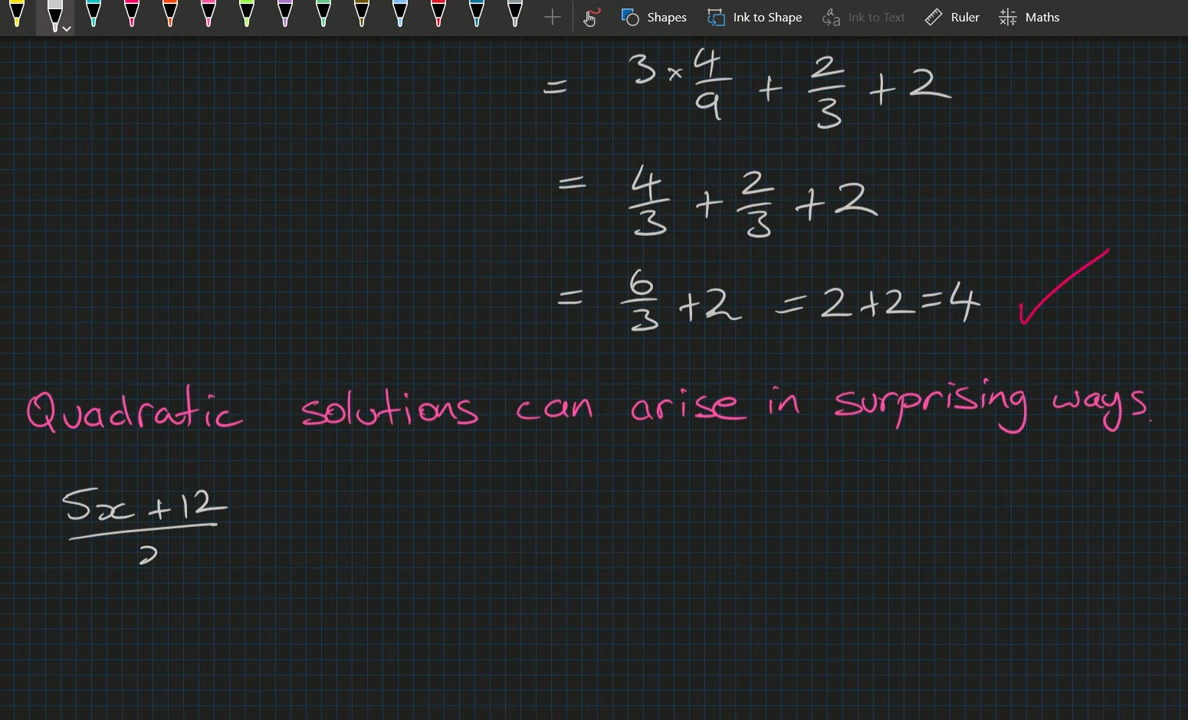 Shapes Ink to Shape Ink to Text Ruler Maths
= 3 × 4/9 + 2/3 + 2
= 4/3 + 2/3 + 2
= 6/3 + 2 = 2+2=4
Quadratic solutions can arise in surprising ways.
5x + 12